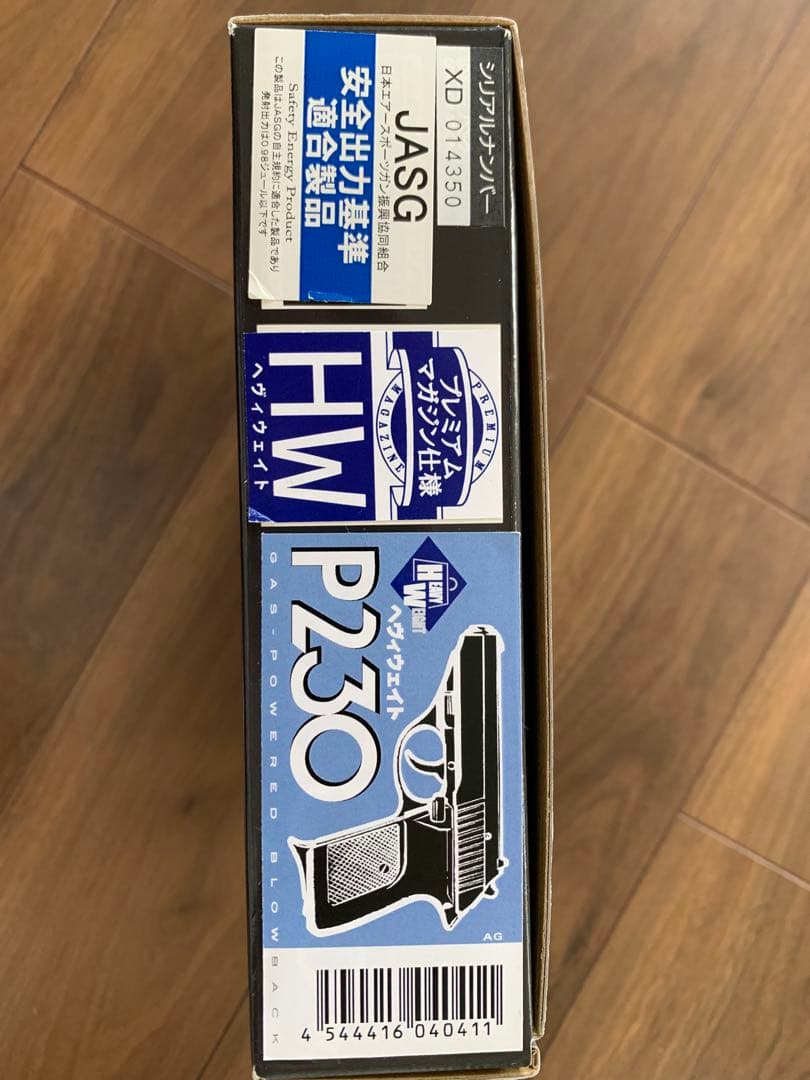 シリアルナンバー
XD 014350
JASG
日本エアースポーツガン振興協同組合
安全出力基準
適合製品
Safety Energy Product
この製品はJASGの自主規約に適合した製品であり
発射出力は0.98ジュール以下です
PREMIUM
プレミアム
マガジン仕様
MAGAZINE
HW
ヘヴィウェイト
HEAVY
WEIGHT
ヘヴィウェイト
P230
GAS-POWERED BLOWBACK
AG
4 544416 040411